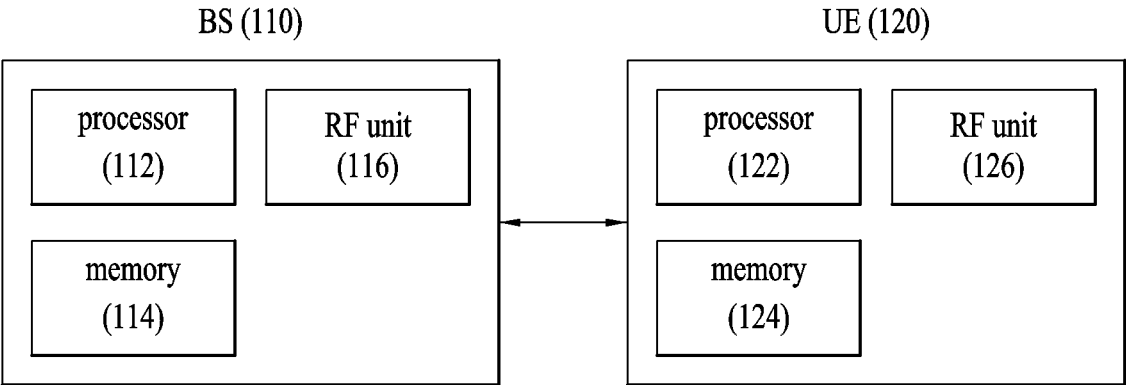 BS (110)
processor
(112)
RF unit
(116)
memory
(114)
UE (120)
processor
(122)
RF unit
(126)
memory
(124)